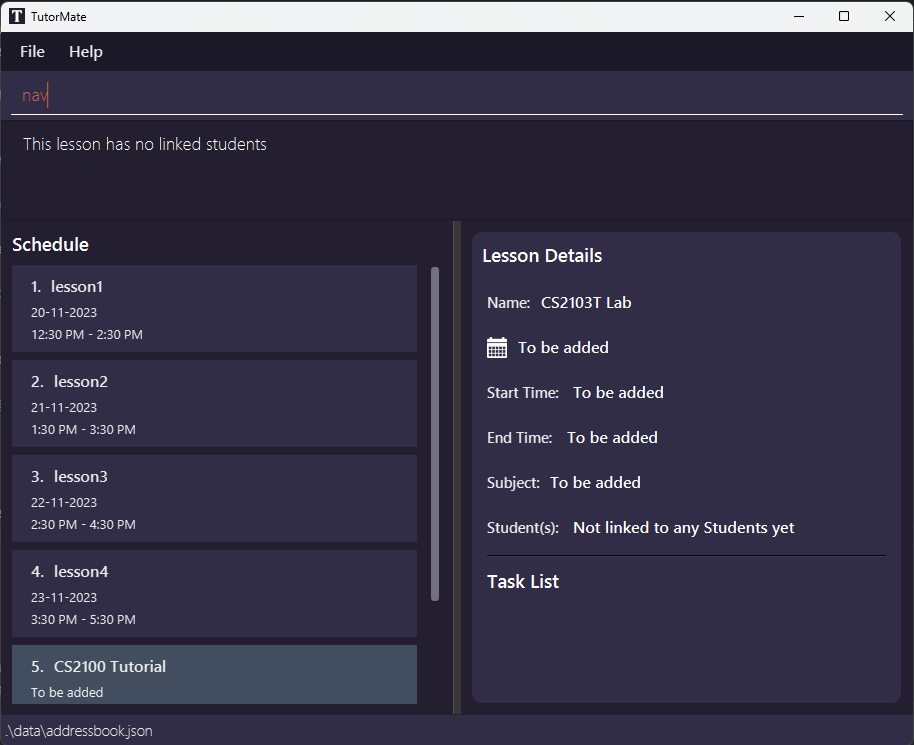 TutorMate
File Help
nav
This lesson has no linked students
Schedule
1. lesson1
20-11-2023
12:30 PM - 2:30 PM
2. lesson2
21-11-2023
1:30 PM - 3:30 PM
3. lesson3
22-11-2023
2:30 PM - 4:30 PM
4. lesson4
23-11-2023
3:30 PM - 5:30 PM
5. CS2100 Tutorial
To be added
Lesson Details
Name: CS2103T Lab
To be added
Start Time: To be added
End Time: To be added
Subject: To be added
Student(s): Not linked to any Students yet
Task List
.\data\addressbook.json